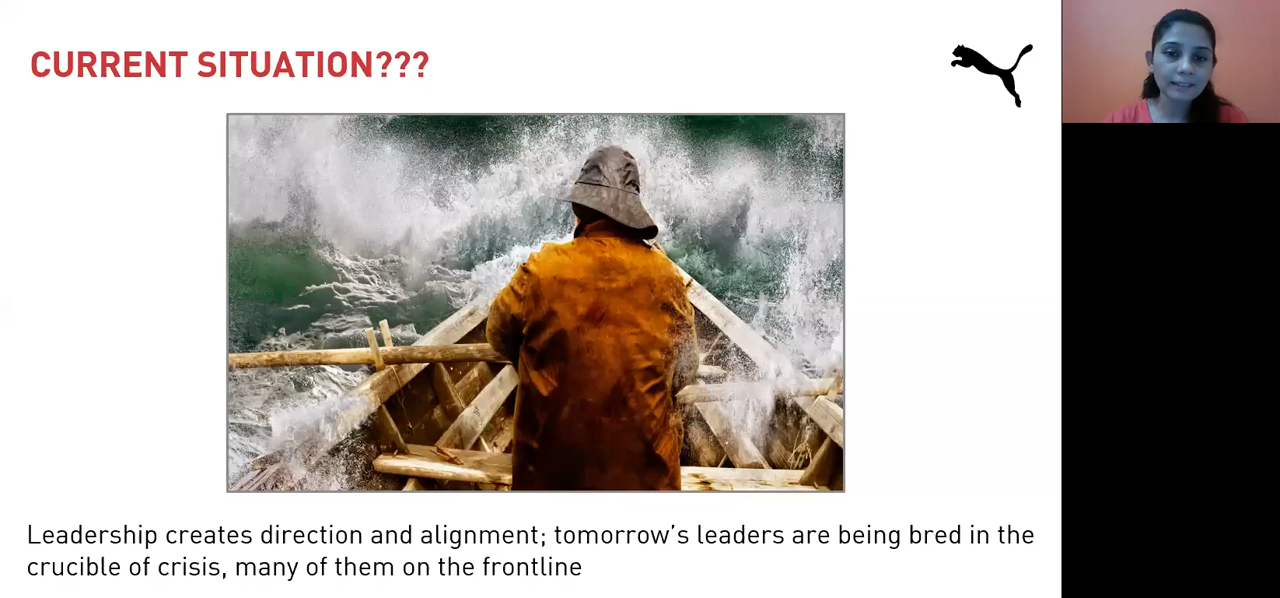 CURRENT SITUATION???
Leadership creates direction and alignment; tomorrow's leaders are being bred in the
crucible of crisis, many of them on the frontline